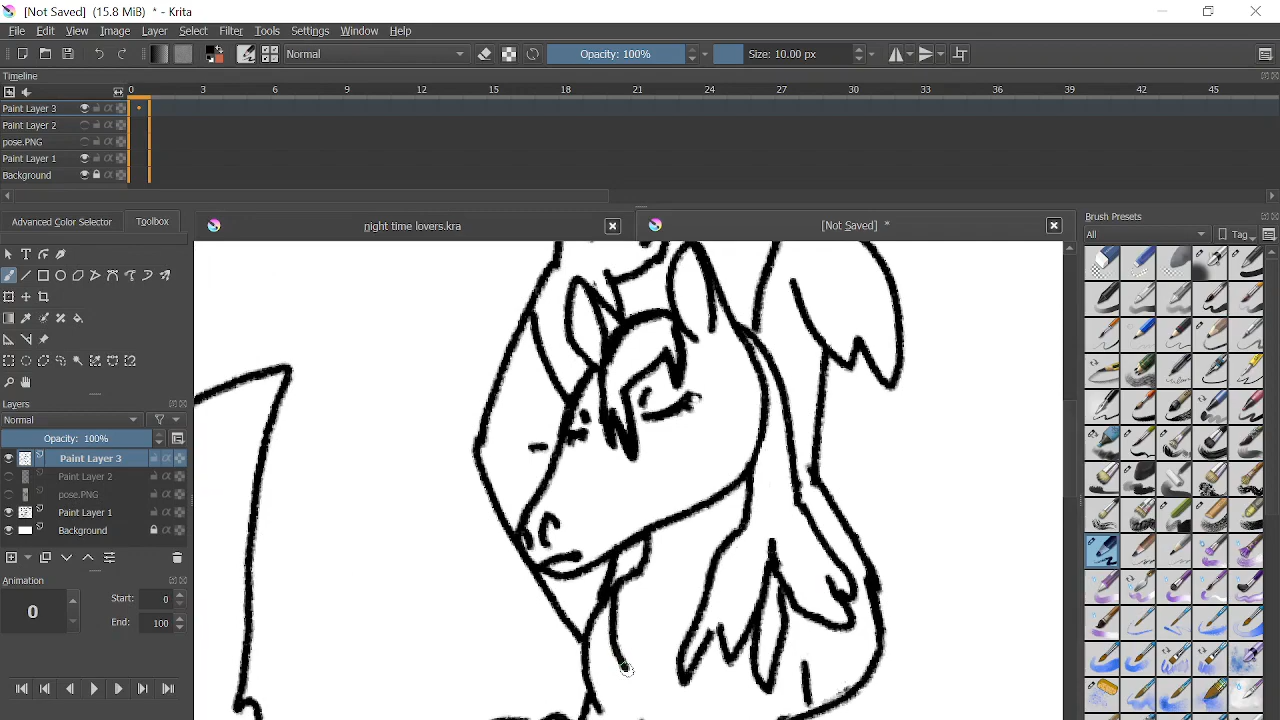 [Not Saved] (15.8 MiB) * - Krita
File Edit View Image Layer Select Filter Tools Settings Window Help
Normal Opacity: 100% Size: 10.00 px
Timeline
0 3 6 9 12 15 18 21 24 27 30 33 36 39 42 45
Paint Layer 3
Paint Layer 2
pose.PNG
Paint Layer 1
Background
Advanced Color Selector Toolbox
night time lovers.kra [Not Saved] *
Brush Presets
All Tag
Layers
Normal
Opacity: 100%
Paint Layer 3
Paint Layer 2
pose.PNG
Paint Layer 1
Background
Animation
0 Start: 0
End: 100